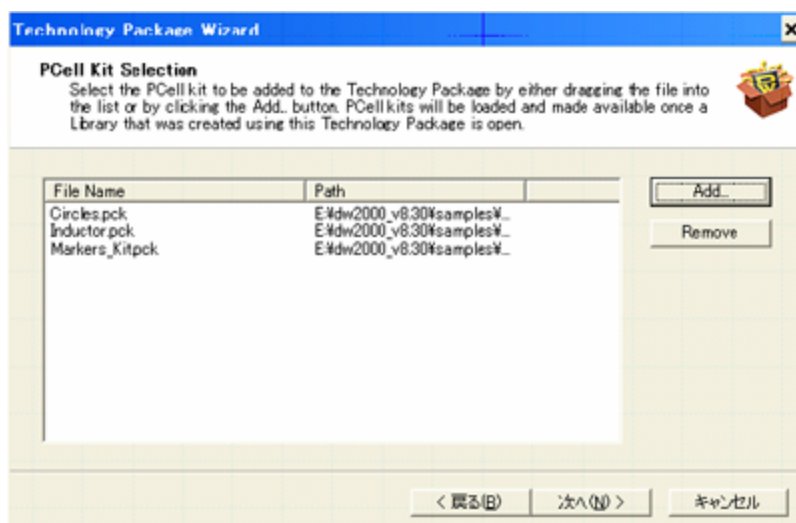 Technology Package Wizard
PCell Kit Selection
Select the PCell kit to be added to the Technology Package by either dragging the file into
the list or by clicking the Add.. button. PCell kits will be loaded and made available once a
Library that was created using this Technology Package is open.
File Name Path
Add...
Circles.pck E:¥dw2000_v8.30¥samples¥...
Inductor.pck E:¥dw2000_v8.30¥samples¥...
Remove
Markers_Kit.pck E:¥dw2000_v8.30¥samples¥...
< 戻る(B) 次へ(N) > キャンセル